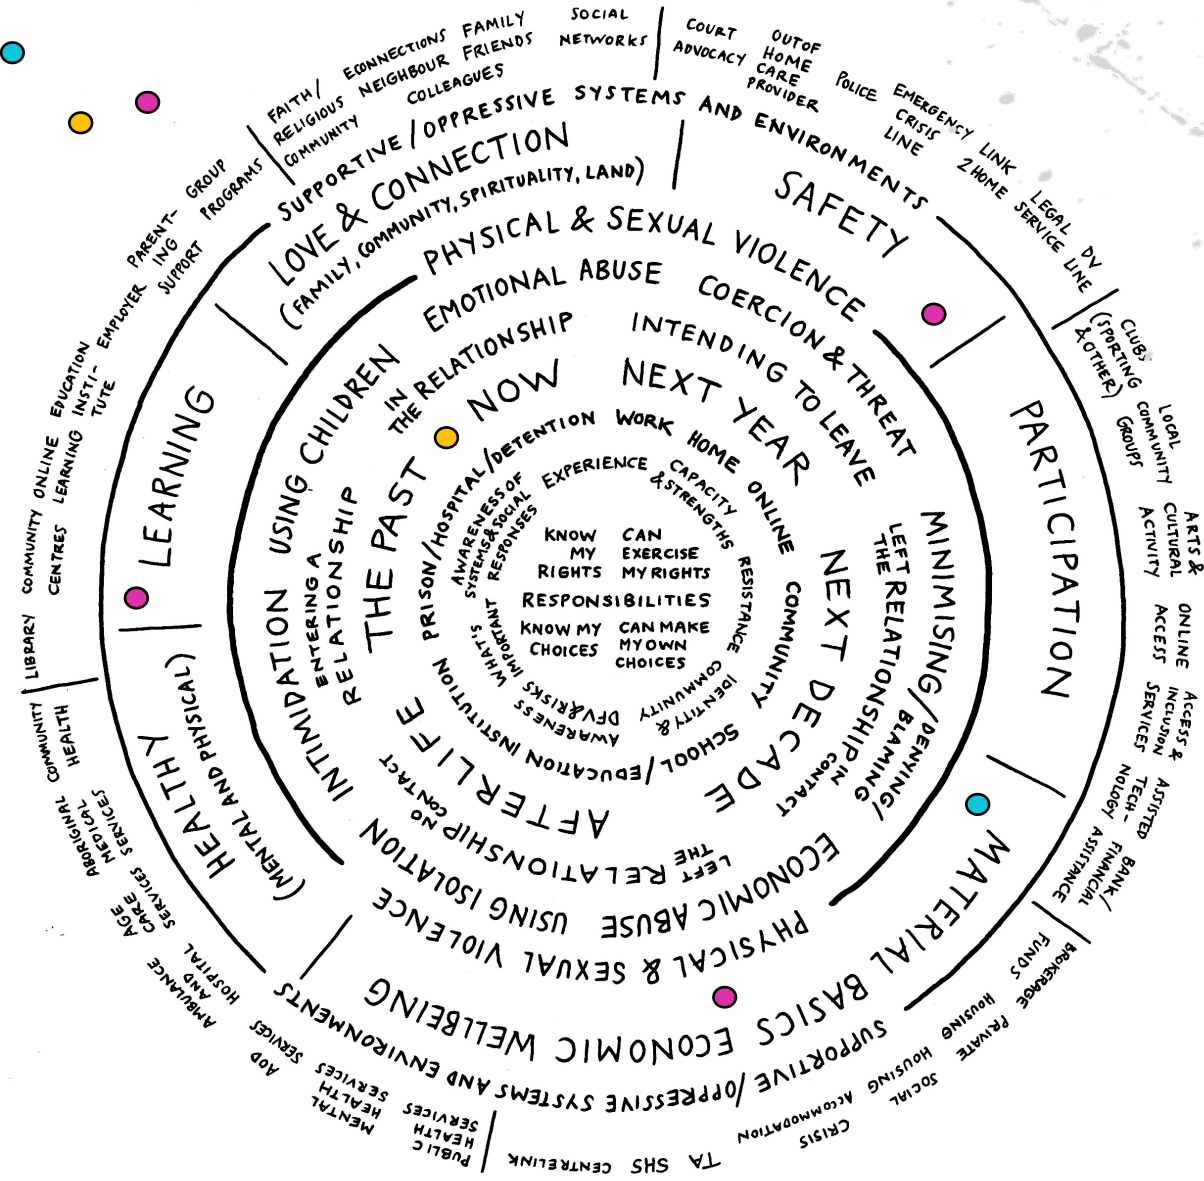 SOCIAL
NETWORKS
FAMILY
FRIENDS
ECONNECTIONS
NEIGHBOUR
COLLEAGUES
FAITH/
RELIGIOUS
COMMUNITY
COURT
ADVOCACY
OUTOF
HOME
CARE
PROVIDER
POLICE
EMERGENCY
CRISIS
LINE
LINK
2HOME
LEGAL
SERVICE
DV
LINE
CLUBS
(SPORTING
& OTHER)
LOCAL
COMMUNITY
GROUPS
ARTS &
CULTURAL
ACTIVITY
ONLINE
ACCESS
ACCESS &
INCLUSION
SERVICES
ASSISTED
TECH-
NOLOGY
BANK/
FINANCIAL
ASSISTANCE
BROKERAGE
FUNDS
PRIVATE
HOUSING
SOCIAL
HOUSING
CRISIS
ACCOMMODATION
TA
SHS
CENTRELINK
PUBLIC
HEALTH
SERVICES
MENTAL
HEALTH
SERVICES
AOD
SERVICES
AMBULANCE
AND
HOSPITAL
AGE
CARE
SERVICES
ABORIGINAL
MEDICAL
SERVICES
COMMUNITY
HEALTH
LIBRARY
COMMUNITY
CENTRES
ONLINE
LEARNING
EDUCATION
INSTI-
TUTE
EMPLOYER
PARENT-
ING
SUPPORT
GROUP
PROGRAMS
SUPPORTIVE/OPPRESSIVE SYSTEMS AND ENVIRONMENTS
SUPPORTIVE/OPPRESSIVE SYSTEMS AND ENVIRONMENTS
LOVE & CONNECTION
(FAMILY, COMMUNITY, SPIRITUALITY, LAND)
SAFETY
PARTICIPATION
MATERIAL BASICS
ECONOMIC WELLBEING
HEALTHY
(MENTAL AND PHYSICAL)
LEARNING
PHYSICAL & SEXUAL VIOLENCE
PHYSICAL & SEXUAL VIOLENCE
EMOTIONAL ABUSE
COERCION & THREAT
MINIMISING/DENYING/
BLAMING
ECONOMIC ABUSE
USING ISOLATION
INTIMIDATION
USING CHILDREN
IN
THE RELATIONSHIP
INTENDING TO LEAVE
LEFT
THE RELATIONSHIP IN
CONTACT
LEFT
THE RELATIONSHIP NO
CONTACT
ENTERING A
RELATIONSHIP
NOW
NEXT YEAR
NEXT DECADE
AFTERLIFE
THE PAST
PRISON/HOSPITAL/DETENTION
WORK
HOME
ONLINE
COMMUNITY
SCHOOL/EDUCATION INSTITUTION
EXPERIENCE
CAPACITY
& STRENGTHS
RESISTANCE
IDENTITY &
COMMUNITY
AWARENESS
DFV & RISKS
WHAT'S
IMPORTANT
AWARENESS OF
SYSTEMS & SOCIAL
RESPONSES
KNOW
MY
RIGHTS
CAN
EXERCISE
MY RIGHTS
RESPONSIBILITIES
KNOW MY
CHOICES
CAN MAKE
MY OWN
CHOICES